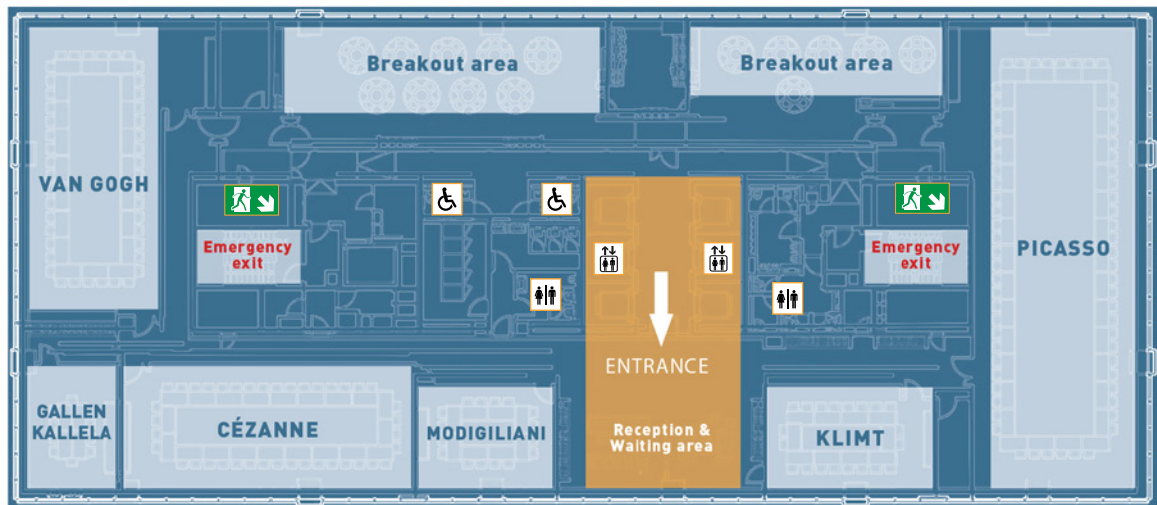 Breakout area
Breakout area
VAN GOGH
Emergency
exit
Emergency
exit
PICASSO
ENTRANCE
GALLEN
KALLELA
CÉZANNE
MODIGILIANI
Reception &
Waiting area
KLIMT